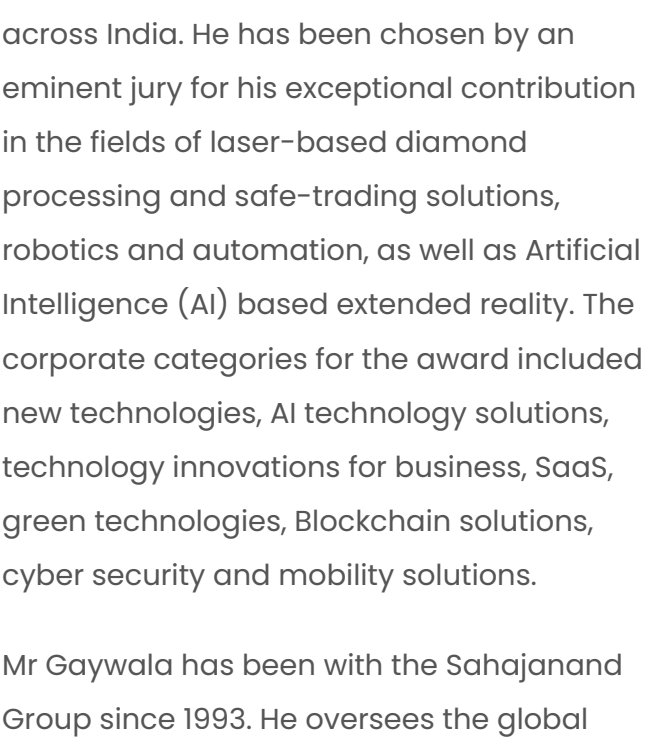 across India. He has been chosen by an
eminent jury for his exceptional contribution
in the fields of laser-based diamond
processing and safe-trading solutions,
robotics and automation, as well as Artificial
Intelligence (AI) based extended reality. The
corporate categories for the award included
new technologies, AI technology solutions,
technology innovations for business, SaaS,
green technologies, Blockchain solutions,
cyber security and mobility solutions.
Mr Gaywala has been with the Sahajanand
Group since 1993. He oversees the global